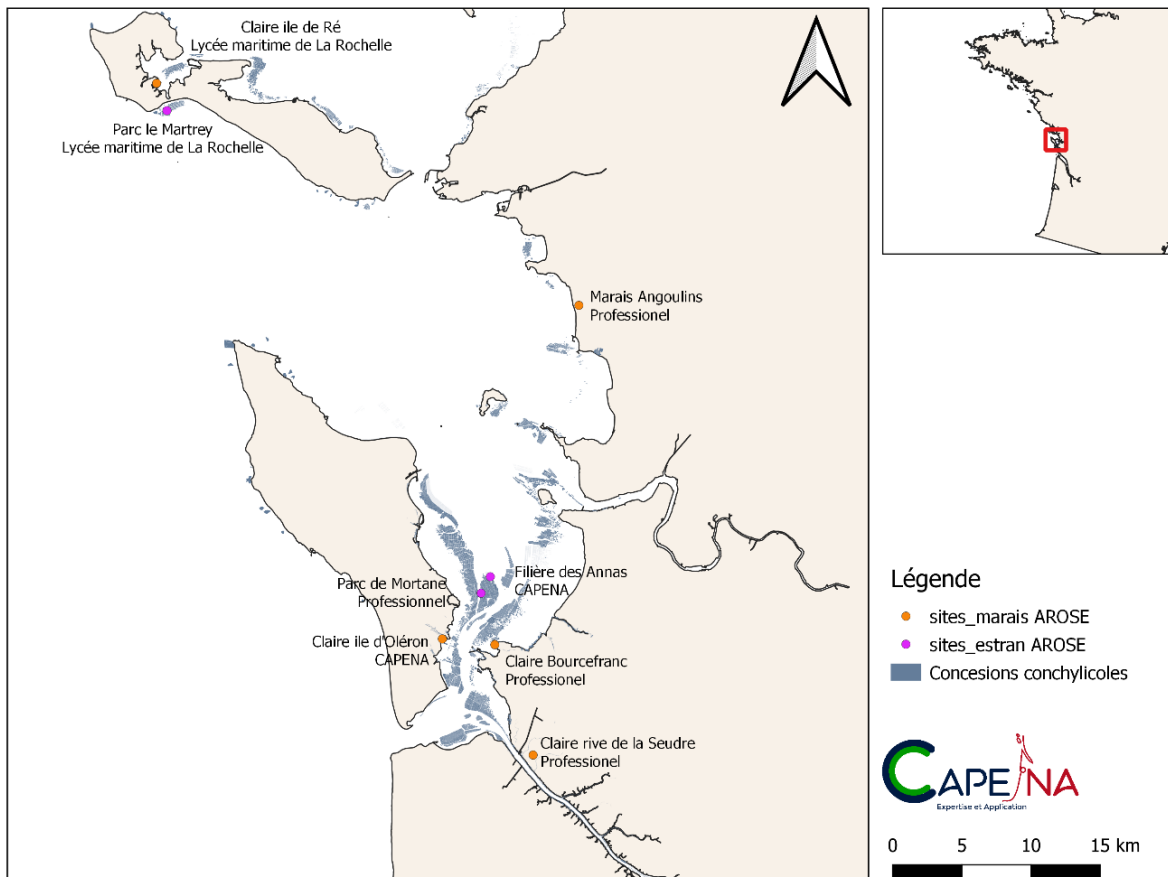 Claire ile de Ré
Lycée maritime de La Rochelle
Parc le Martrey
Lycée maritime de La Rochelle
Marais Angoulins
Professionel
Parc de Mortane
Professionnel
Filière des Annas
CAPENA
Claire ile d'Oléron
CAPENA
Claire Bourcefranc
Professionel
Claire rive de la Seudre
Professionel
Légende
sites_marais AROSE
sites_estran AROSE
Concesions conchylicoles
CAPENA
Expertise et Application
0 5 10 15 km